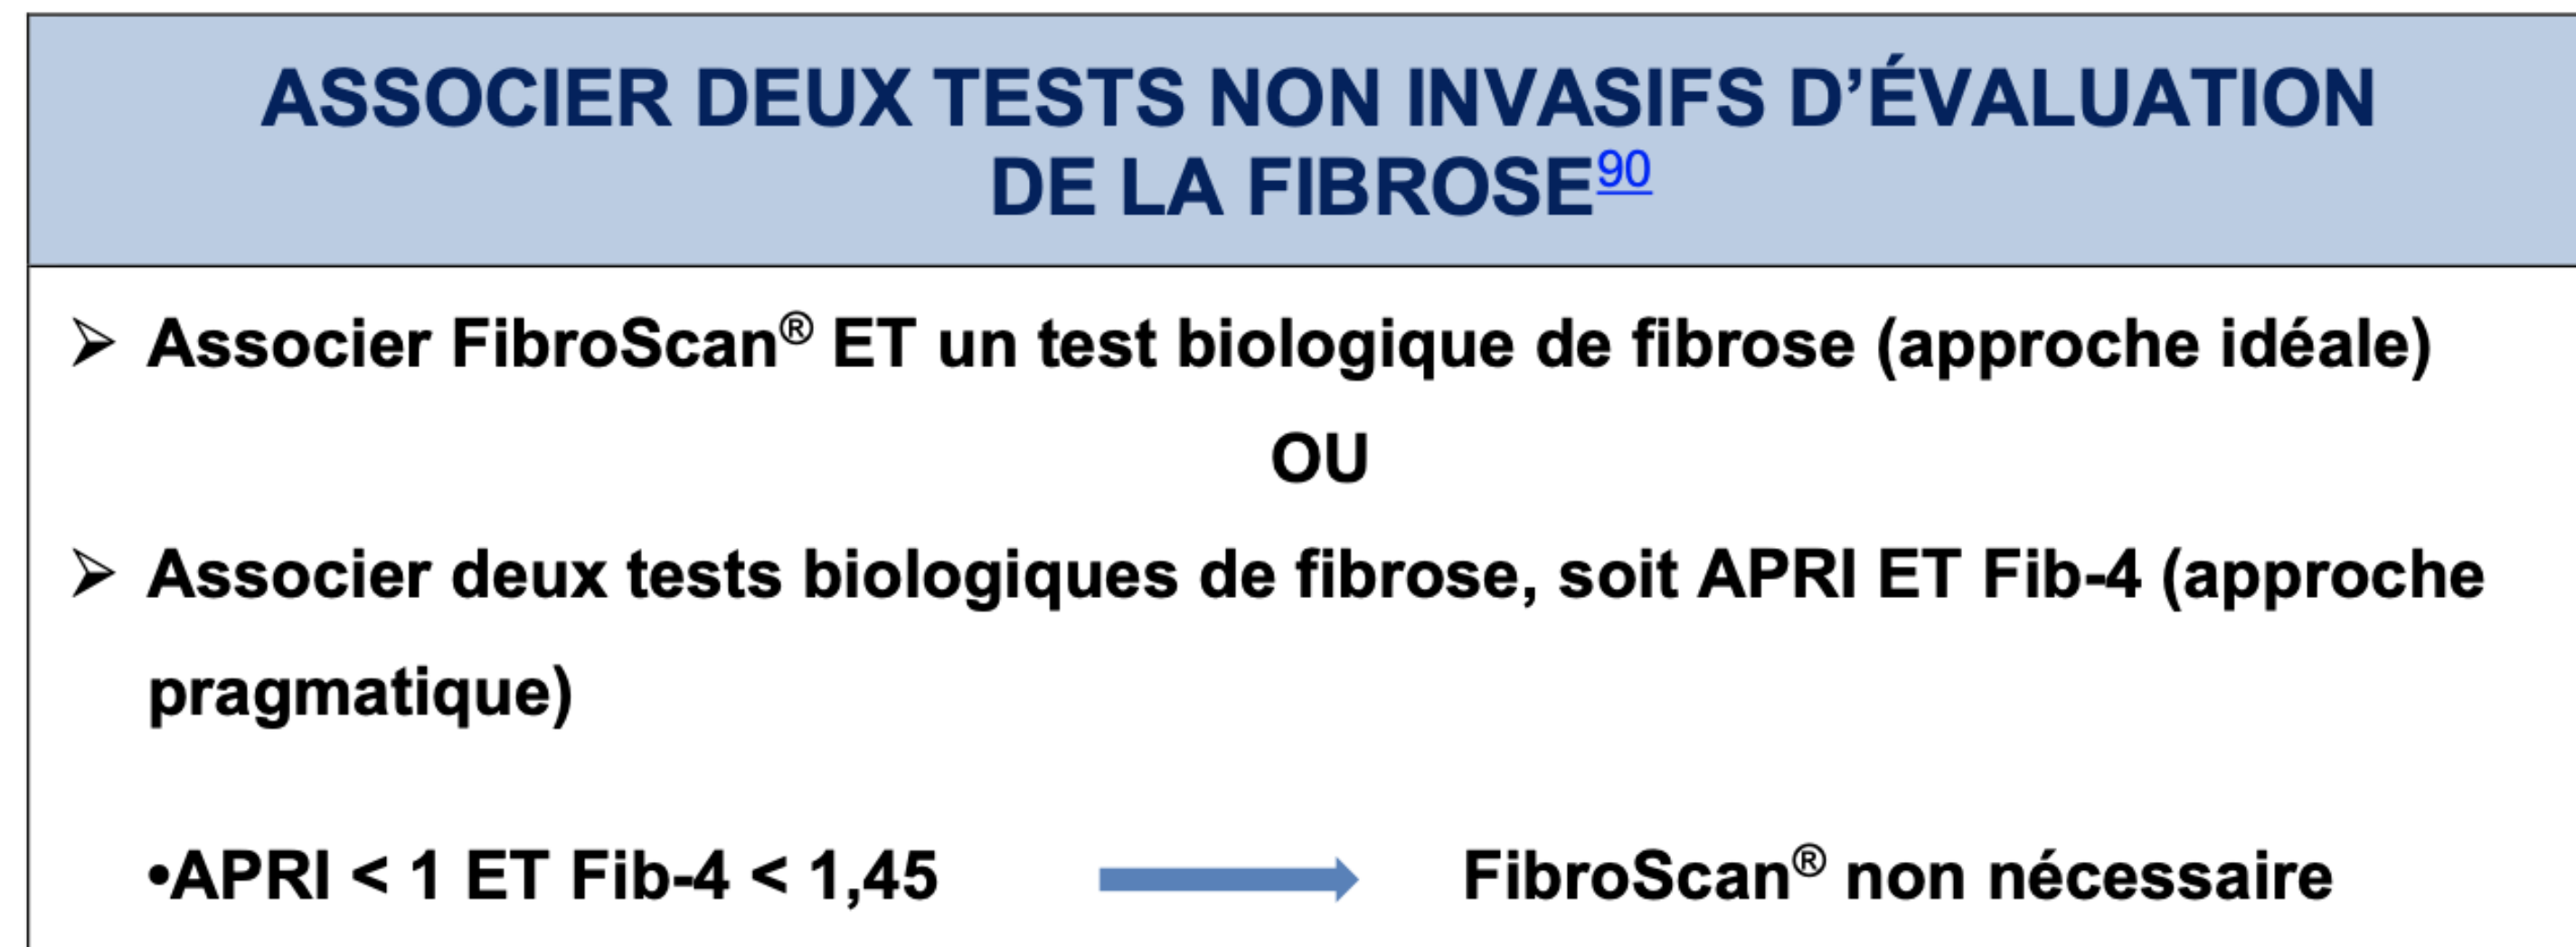 ASSOCIER DEUX TESTS NON INVASIFS D’ÉVALUATION
DE LA FIBROSE90
➢ Associer FibroScan® ET un test biologique de fibrose (approche idéale)
OU
➢ Associer deux tests biologiques de fibrose, soit APRI ET Fib-4 (approche
pragmatique)
•APRI < 1 ET Fib-4 < 1,45 FibroScan® non nécessaire